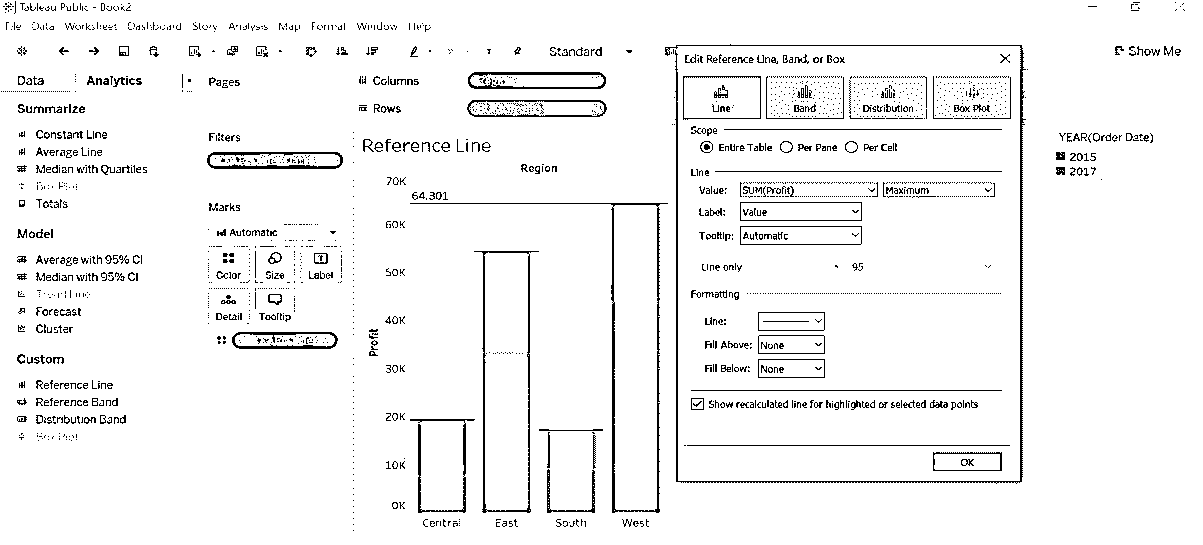 Tableau Public - Book2
File Data Worksheet Dashboard Story Analysis Map Format Window Help
Standard
Show Me
Data Analytics
Pages
Columns
Rows
Summarize
Constant Line
Average Line
Median with Quartiles
Box Plot
Totals
Model
Average with 95% CI
Median with 95% CI
Trend Line
Forecast
Cluster
Custom
Reference Line
Reference Band
Distribution Band
Box Plot
Filters
Marks
Automatic
Color Size Label
Detail Tooltip
Reference Line
Region
70K
64,301
60K
50K
40K
30K
20K
10K
0K
Profit
Central East South West
Edit Reference Line, Band, or Box
Line Band Distribution Box Plot
Scope
Entire Table Per Pane Per Cell
Line
Value: SUM(Profit) Maximum
Label: Value
Tooltip: Automatic
Line only 95
Formatting
Line:
Fill Above: None
Fill Below: None
Show recalculated line for highlighted or selected data points
OK
YEAR(Order Date)
2015
2017